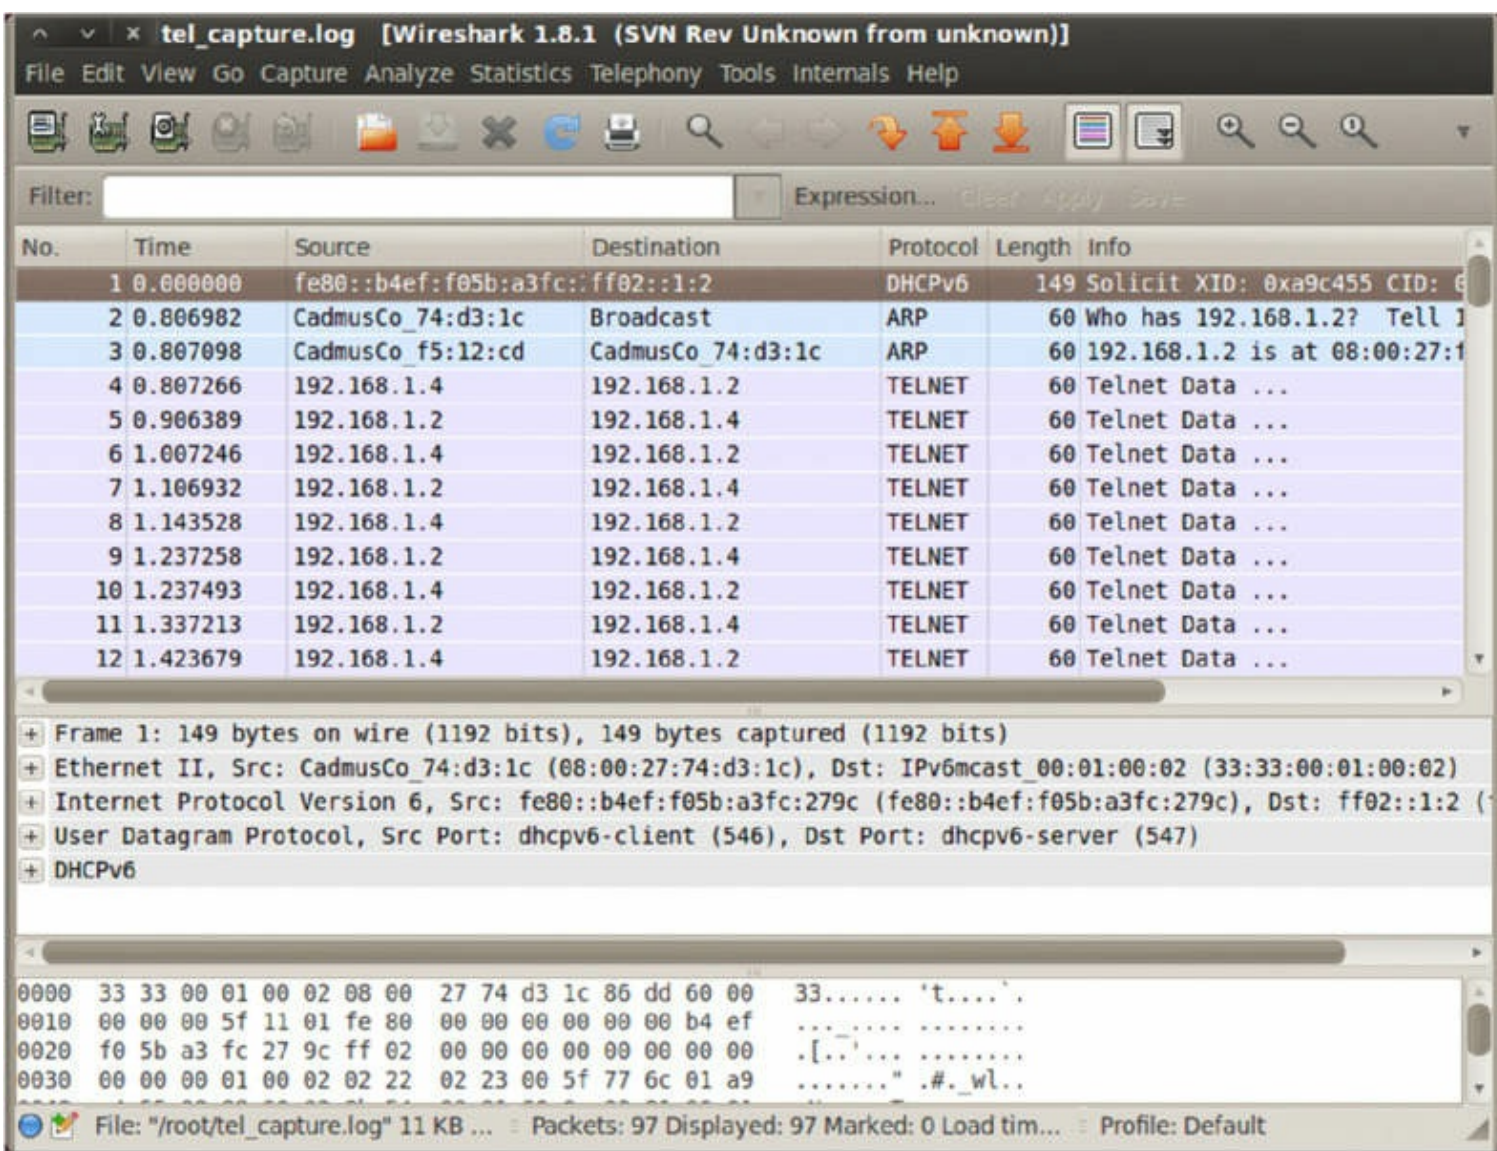 tel_capture.log [Wireshark 1.8.1 (SVN Rev Unknown from unknown)]
File Edit View Go Capture Analyze Statistics Telephony Tools Internals Help
Filter: Expression... Clear Apply Save
No. Time Source Destination Protocol Length Info
1 0.000000 fe80::b4ef:f05b:a3fc: ff02::1:2 DHCPv6 149 Solicit XID: 0xa9c455 CID:
2 0.806982 CadmusCo_74:d3:1c Broadcast ARP 60 Who has 192.168.1.2? Tell 1
3 0.807098 CadmusCo_f5:12:cd CadmusCo_74:d3:1c ARP 60 192.168.1.2 is at 08:00:27:f
4 0.807266 192.168.1.4 192.168.1.2 TELNET 60 Telnet Data ...
5 0.906389 192.168.1.2 192.168.1.4 TELNET 60 Telnet Data ...
6 1.007246 192.168.1.4 192.168.1.2 TELNET 60 Telnet Data ...
7 1.106932 192.168.1.2 192.168.1.4 TELNET 60 Telnet Data ...
8 1.143528 192.168.1.4 192.168.1.2 TELNET 60 Telnet Data ...
9 1.237258 192.168.1.2 192.168.1.4 TELNET 60 Telnet Data ...
10 1.237493 192.168.1.4 192.168.1.2 TELNET 60 Telnet Data ...
11 1.337213 192.168.1.2 192.168.1.4 TELNET 60 Telnet Data ...
12 1.423679 192.168.1.4 192.168.1.2 TELNET 60 Telnet Data ...
Frame 1: 149 bytes on wire (1192 bits), 149 bytes captured (1192 bits)
Ethernet II, Src: CadmusCo_74:d3:1c (08:00:27:74:d3:1c), Dst: IPv6mcast_00:01:00:02 (33:33:00:01:00:02)
Internet Protocol Version 6, Src: fe80::b4ef:f05b:a3fc:279c (fe80::b4ef:f05b:a3fc:279c), Dst: ff02::1:2 (
User Datagram Protocol, Src Port: dhcpv6-client (546), Dst Port: dhcpv6-server (547)
DHCPv6
0000 33 33 00 01 00 02 08 00 27 74 d3 1c 86 dd 60 00 33...... 't....`.
0010 00 00 00 5f 11 01 fe 80 00 00 00 00 00 00 b4 ef ..._.... ........
0020 f0 5b a3 fc 27 9c ff 02 00 00 00 00 00 00 00 00 .[..'... ........
0030 00 00 00 01 00 02 02 22 02 23 00 5f 77 6c 01 a9 ......." .#._wl..
File: "/root/tel_capture.log" 11 KB ... Packets: 97 Displayed: 97 Marked: 0 Load tim... Profile: Default